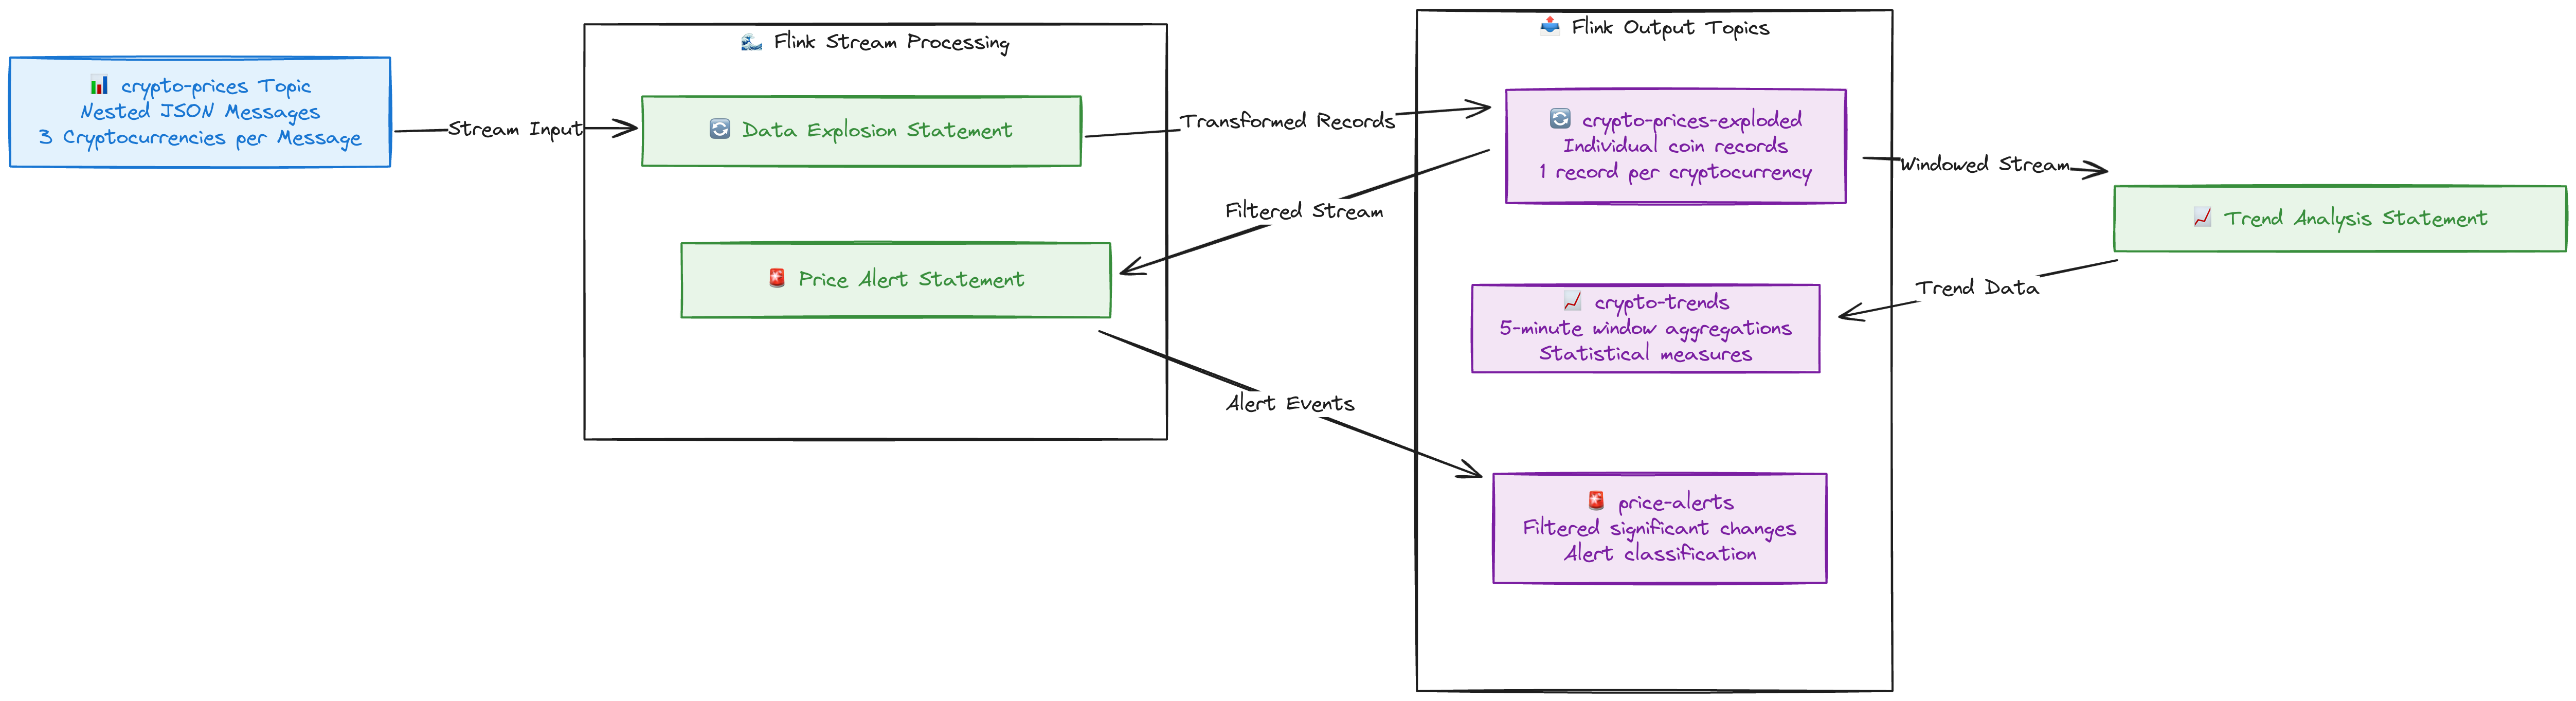 crypto-prices Topic
Nested JSON Messages
3 Cryptocurrencies per Message
Stream Input
Flink Stream Processing
Data Explosion Statement
Price Alert Statement
Transformed Records
Filtered Stream
Alert Events
Flink Output Topics
crypto-prices-exploded
Individual coin records
1 record per cryptocurrency
crypto-trends
5-minute window aggregations
Statistical measures
price-alerts
Filtered significant changes
Alert classification
Windowed Stream
Trend Analysis Statement
Trend Data